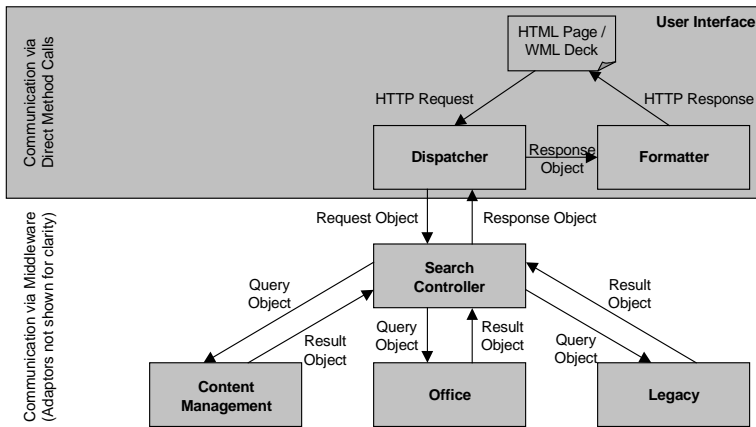 User Interface
HTML Page /
WML Deck
Communication via
Direct Method Calls
HTTP Request
HTTP Response
Dispatcher
Response
Object
Formatter
Request Object
Response Object
Communication via Middleware
(Adaptors not shown for clarity)
Search
Controller
Query
Object
Result
Object
Query
Object
Result
Object
Result
Object
Query
Object
Content
Management
Office
Legacy